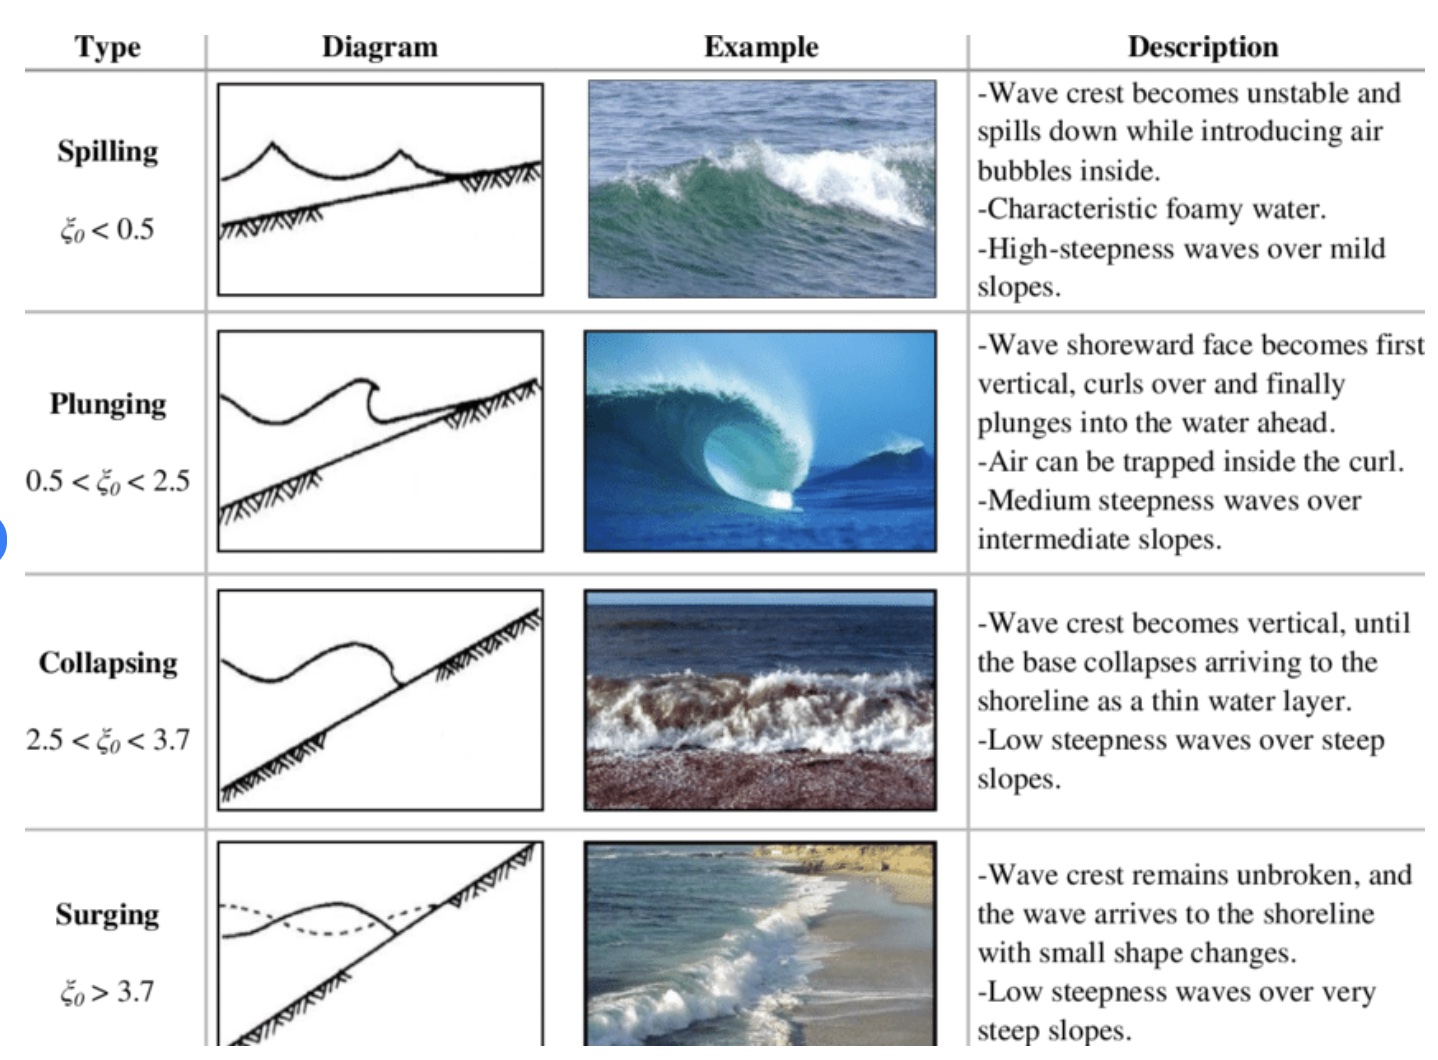 Type Diagram Example Description
Spilling
ξ₀ < 0.5
-Wave crest becomes unstable and
spills down while introducing air
bubbles inside.
-Characteristic foamy water.
-High-steepness waves over mild
slopes.
Plunging
0.5 < ξ₀ < 2.5
-Wave shoreward face becomes first
vertical, curls over and finally
plunges into the water ahead.
-Air can be trapped inside the curl.
-Medium steepness waves over
intermediate slopes.
Collapsing
2.5 < ξ₀ < 3.7
-Wave crest becomes vertical, until
the base collapses arriving to the
shoreline as a thin water layer.
-Low steepness waves over steep
slopes.
Surging
ξ₀ > 3.7
-Wave crest remains unbroken, and
the wave arrives to the shoreline
with small shape changes.
-Low steepness waves over very
steep slopes.